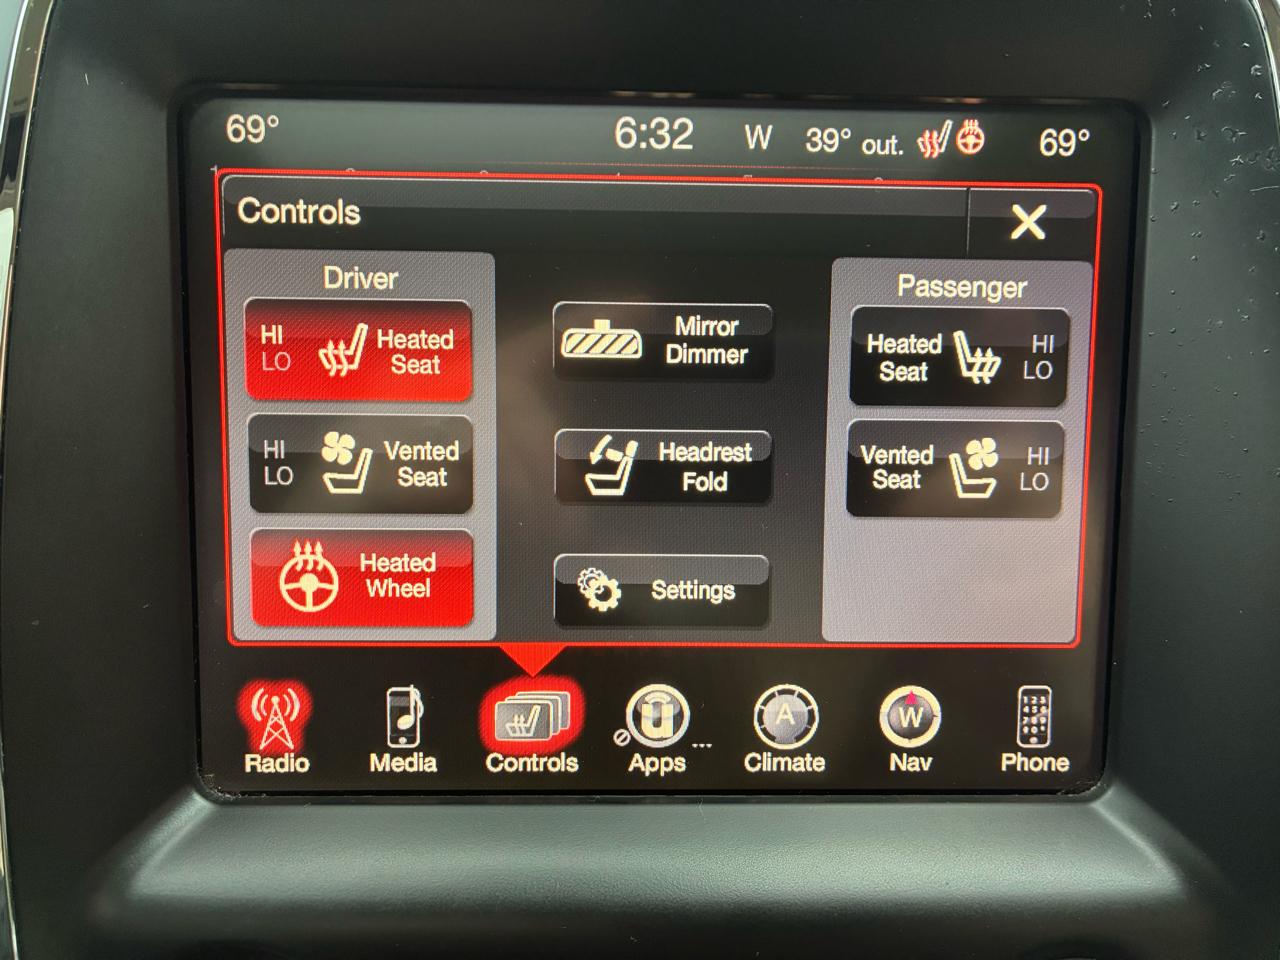 69° 6:32 W 39° out. 69°
Controls
Driver
HI
LO
Heated
Seat
HI
LO
Vented
Seat
Heated
Wheel
Mirror
Dimmer
Headrest
Fold
Settings
Passenger
Heated
Seat
HI
LO
Vented
Seat
HI
LO
A
W
Radio Media Controls Apps ... Climate Nav Phone